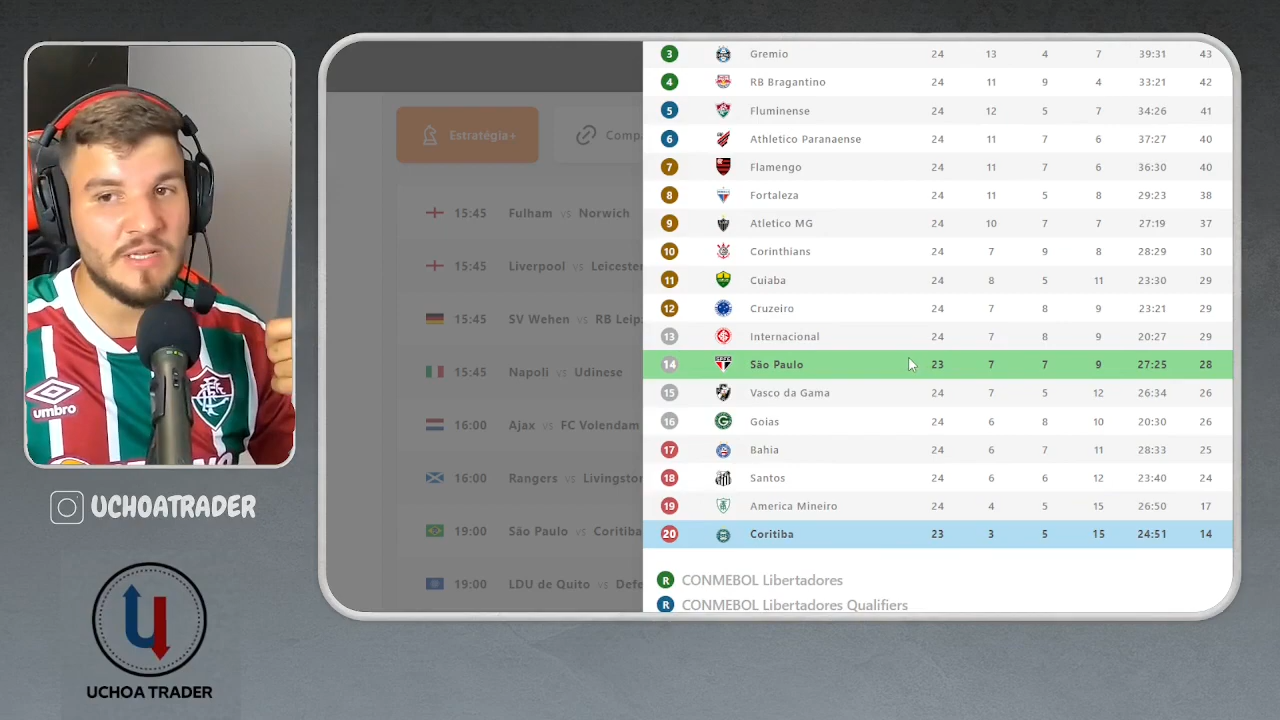 3 Gremio 24 13 4 7 39:31 43
4 RB Bragantino 24 11 9 4 33:21 42
5 Fluminense 24 12 5 7 34:26 41
6 Athletico Paranaense 24 11 7 6 37:27 40
7 Flamengo 24 11 7 6 36:30 40
8 Fortaleza 24 11 5 8 29:23 38
9 Atletico MG 24 10 7 7 27:19 37
10 Corinthians 24 7 9 8 28:29 30
11 Cuiaba 24 8 5 11 23:30 29
12 Cruzeiro 24 7 8 9 23:21 29
13 Internacional 24 7 8 9 20:27 29
14 São Paulo 23 7 7 9 27:25 28
15 Vasco da Gama 24 7 5 12 26:34 26
16 Goias 24 6 8 10 20:30 26
17 Bahia 24 6 7 11 28:33 25
18 Santos 24 6 6 12 23:40 24
19 America Mineiro 24 4 5 15 26:50 17
20 Coritiba 23 3 5 15 24:51 14
R CONMEBOL Libertadores
R CONMEBOL Libertadores Qualifiers
Estratégia+
Comp
15:45 Fulham vs Norwich
15:45 Liverpool vs Leicester
15:45 SV Wehen vs RB Leip
15:45 Napoli vs Udinese
16:00 Ajax vs FC Volendam
16:00 Rangers vs Livingston
19:00 São Paulo vs Coritiba
19:00 LDU de Quito vs Defe
umbro
UCHOATRADER
U
UCHOA TRADER